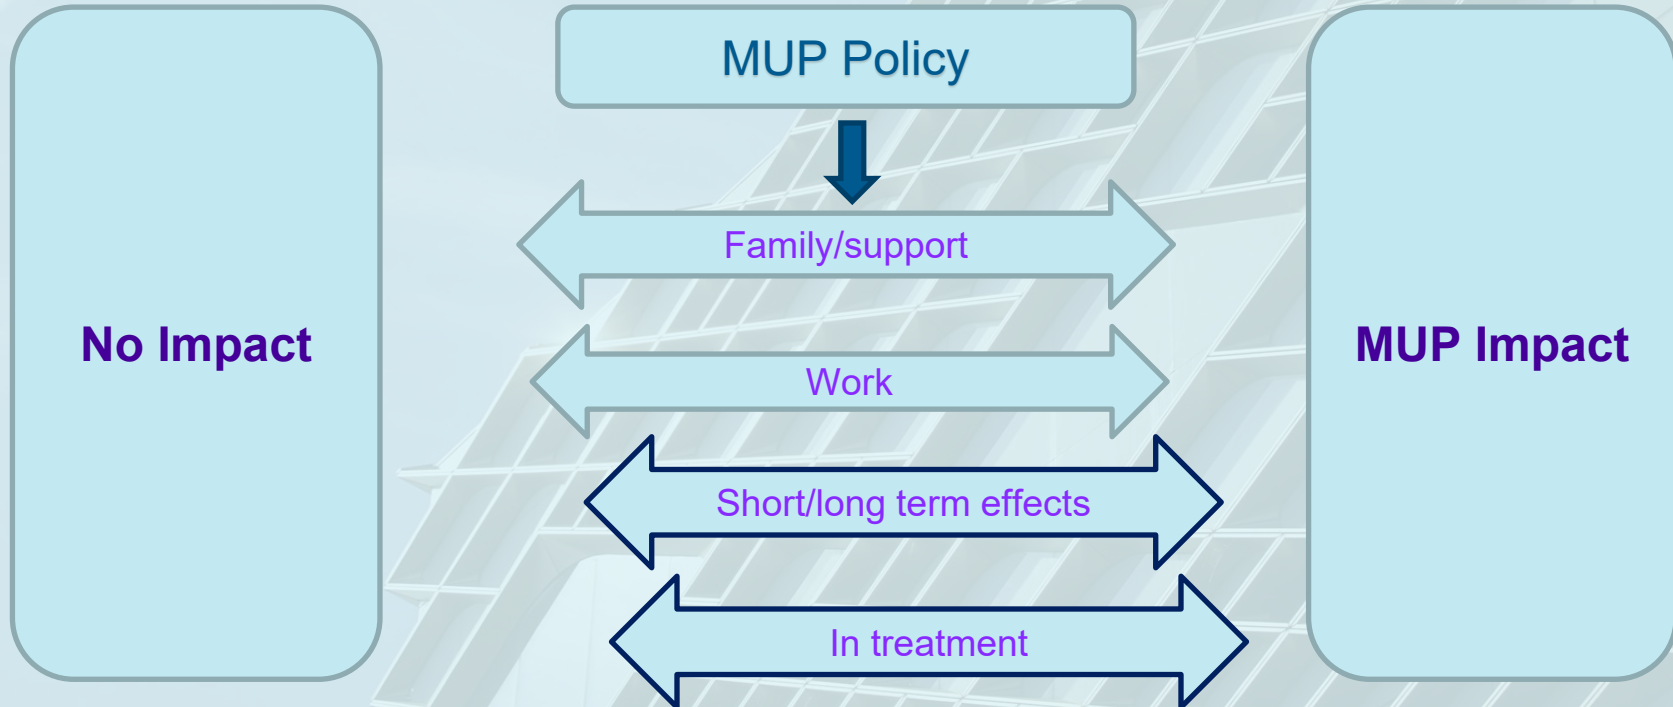 MUP Policy
No Impact
Family/support
Work
Short/long term effects
In treatment
MUP Impact